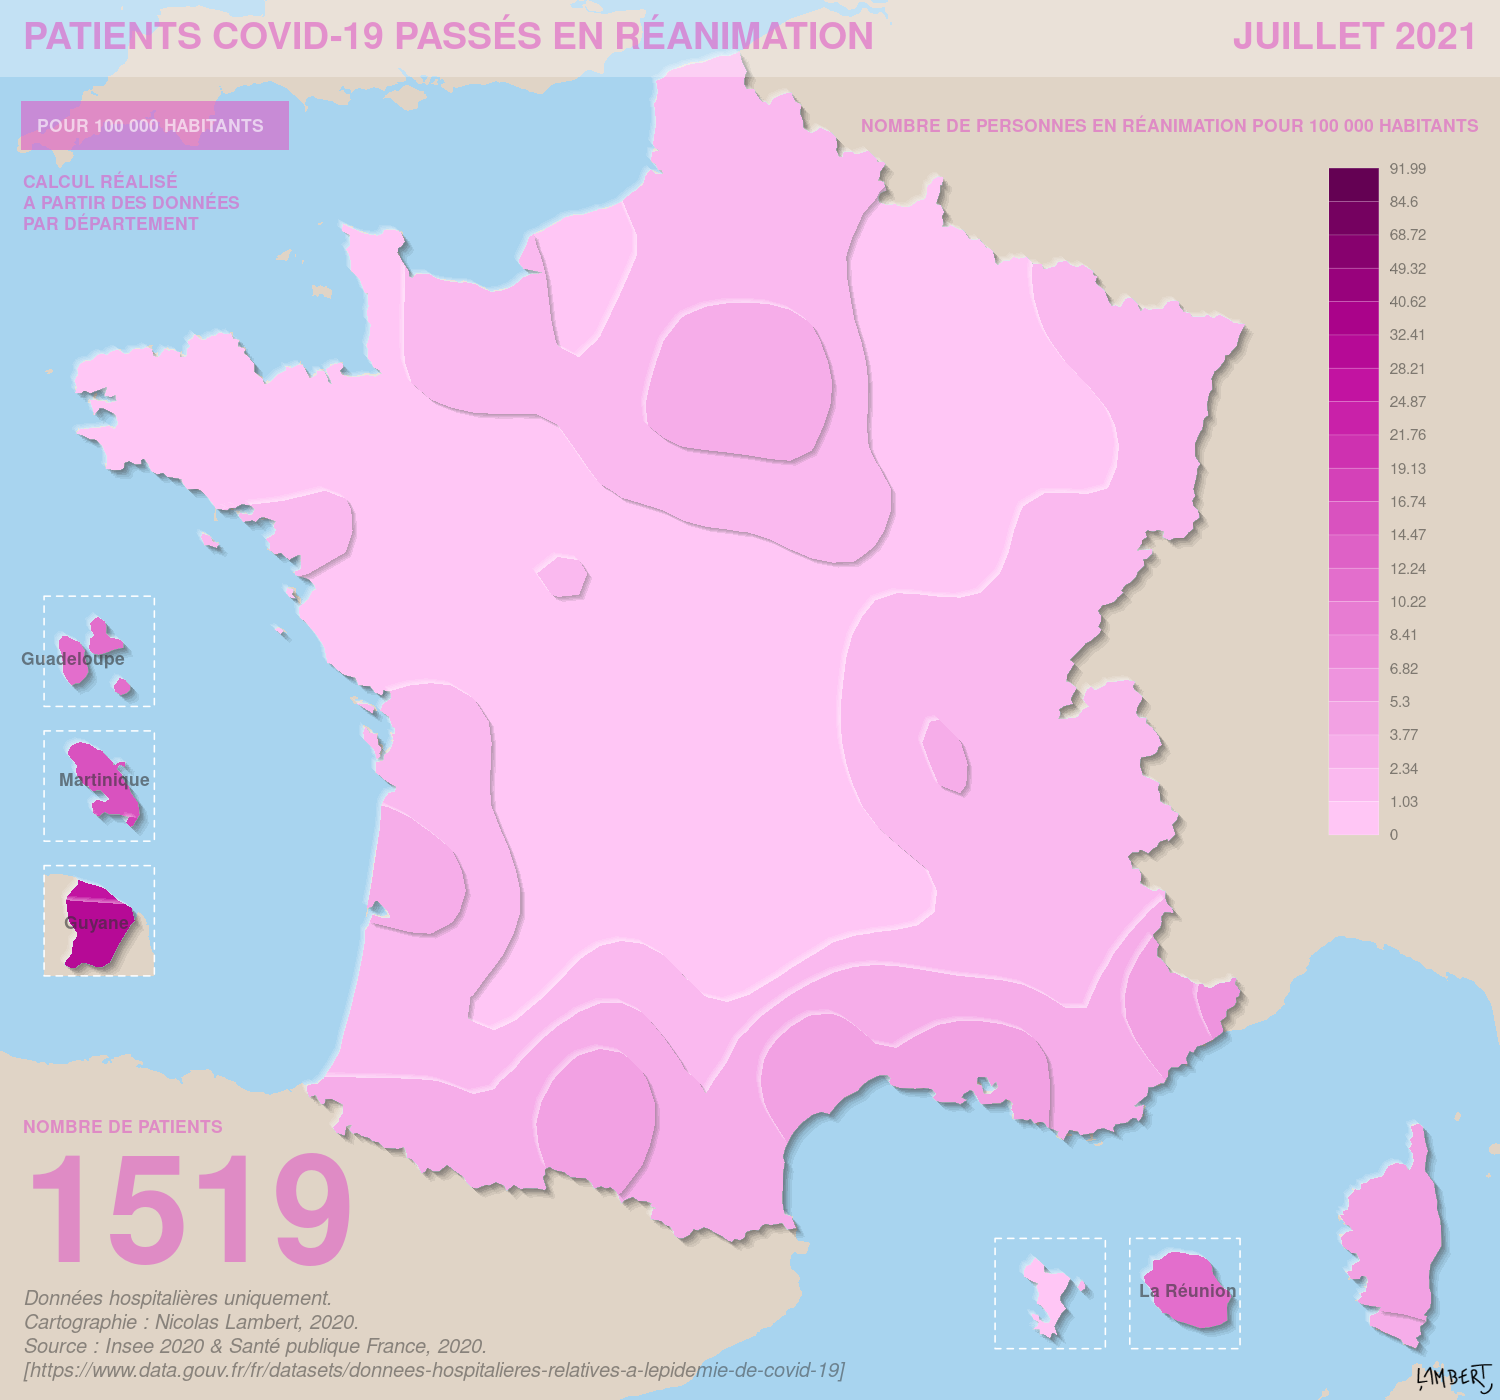 PATIENTS COVID-19 PASSÉS EN RÉANIMATION
JUILLET 2021
POUR 100 000 HABITANTS
CALCUL RÉALISÉ
A PARTIR DES DONNÉES
PAR DÉPARTEMENT
NOMBRE DE PERSONNES EN RÉANIMATION POUR 100 000 HABITANTS
91.99
84.6
68.72
49.32
40.62
32.41
28.21
24.87
21.76
19.13
16.74
14.47
12.24
10.22
8.41
6.82
5.3
3.77
2.34
1.03
0
Guadeloupe
Martinique
Guyane
La Réunion
NOMBRE DE PATIENTS
1519
Données hospitalières uniquement.
Cartographie : Nicolas Lambert, 2020.
Source : Insee 2020 & Santé publique France, 2020.
[https://www.data.gouv.fr/fr/datasets/donnees-hospitalieres-relatives-a-lepidemie-de-covid-19]
LAMBERT